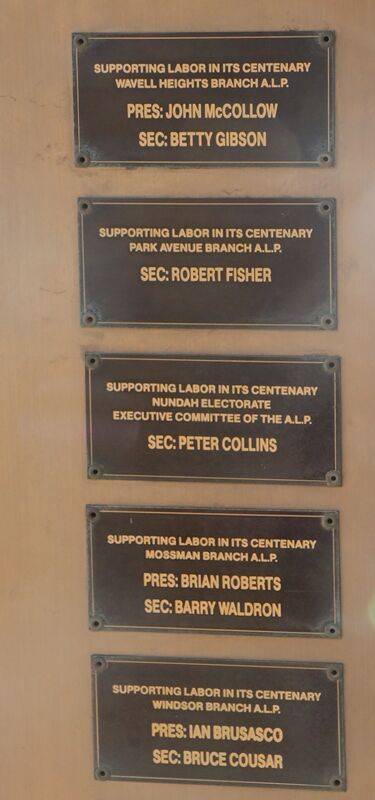 SUPPORTING LABOR IN ITS CENTENARY
WAVELL HEIGHTS BRANCH A.L.P.
PRES: JOHN McCOLLOW
SEC: BETTY GIBSON
SUPPORTING LABOR IN ITS CENTENARY
PARK AVENUE BRANCH A.L.P.
SEC: ROBERT FISHER
SUPPORTING LABOR IN ITS CENTENARY
NUNDAH ELECTORATE
EXECUTIVE COMMITTEE OF THE A.L.P.
SEC: PETER COLLINS
SUPPORTING LABOR IN ITS CENTENARY
MOSSMAN BRANCH A.L.P.
PRES: BRIAN ROBERTS
SEC: BARRY WALDRON
SUPPORTING LABOR IN ITS CENTENARY
WINDSOR BRANCH A.L.P.
PRES: IAN BRUSASCO
SEC: BRUCE COUSAR